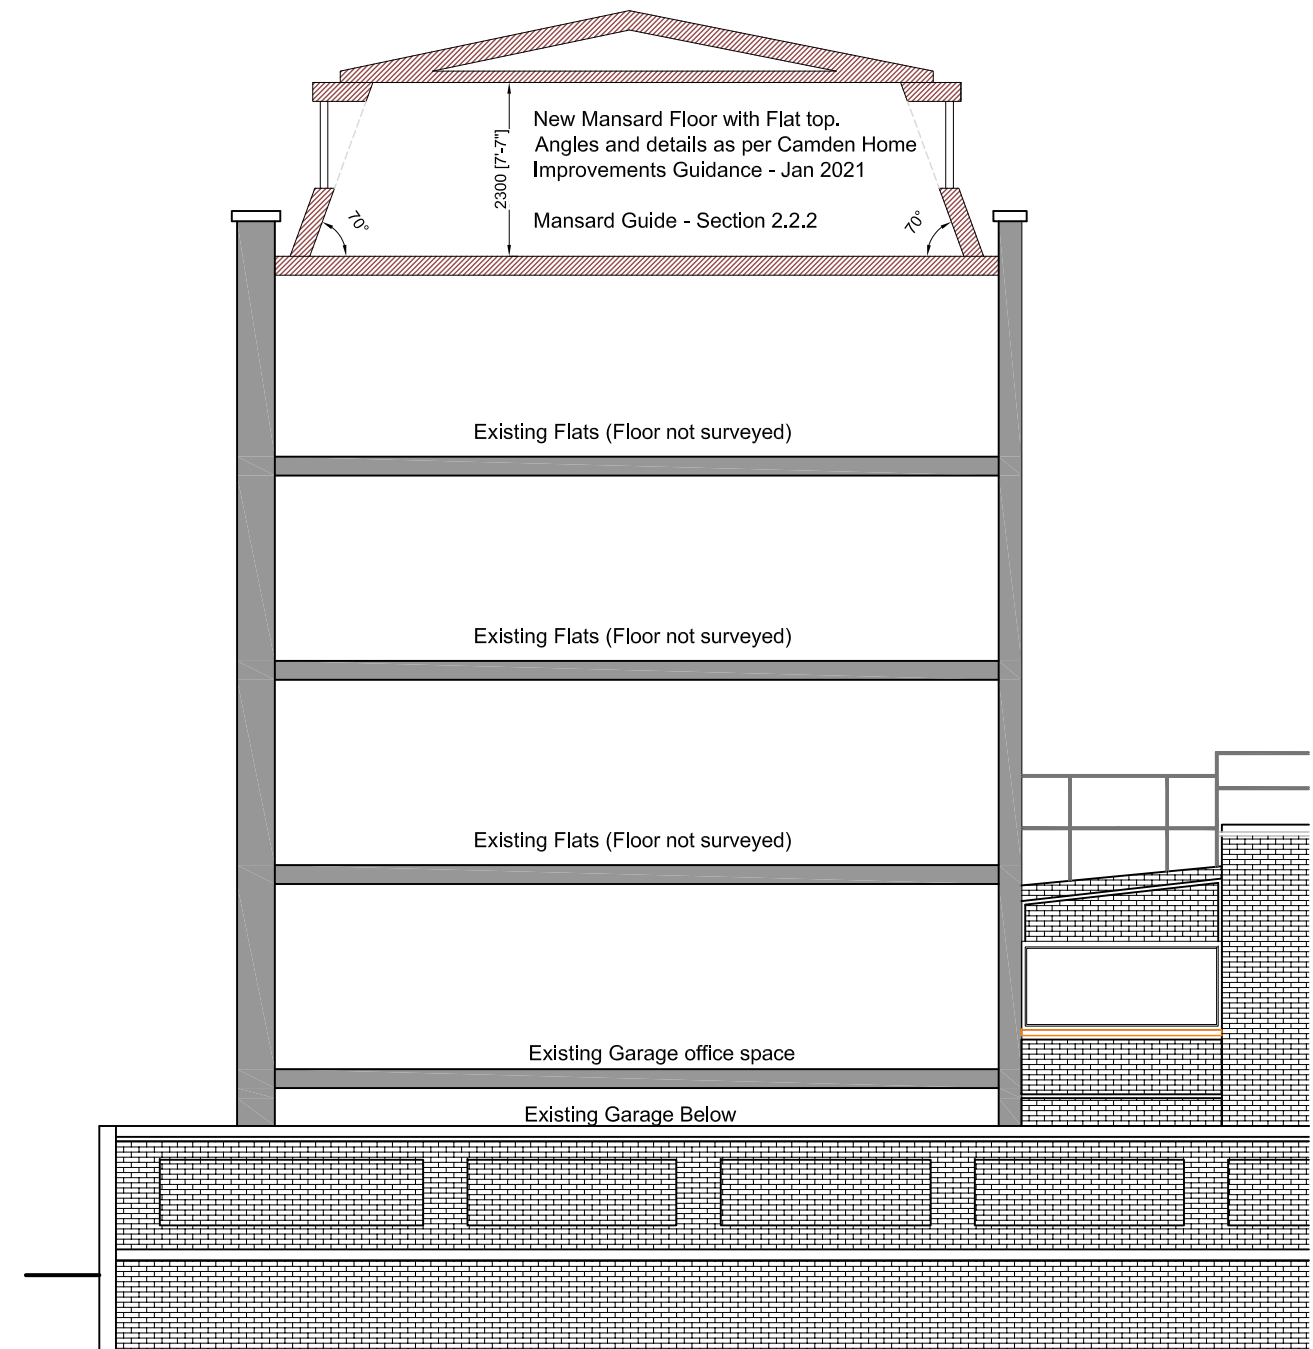 New Mansard Floor with Flat top.
Angles and details as per Camden Home
Improvements Guidance - Jan 2021
Mansard Guide - Section 2.2.2
2300 [7'-7"]
70°
70°
Existing Flats (Floor not surveyed)
Existing Flats (Floor not surveyed)
Existing Flats (Floor not surveyed)
Existing Garage office space
Existing Garage Below